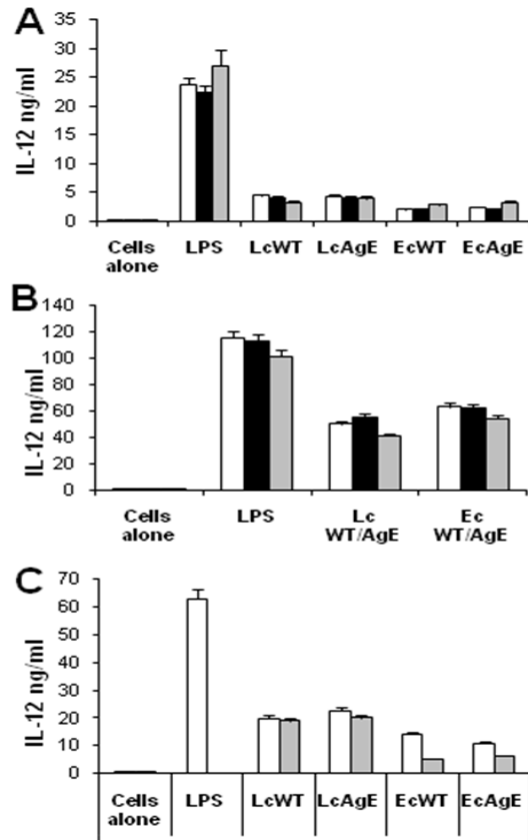 A
IL-12 ng/ml
35
30
25
20
15
10
5
0
Cells alone
LPS
LcWT
LcAgE
EcWT
EcAgE
B
IL-12 ng/ml
140
120
100
80
60
40
20
0
Cells alone
LPS
Lc WT/AgE
Ec WT/AgE
C
IL-12 ng/ml
70
60
50
40
30
20
10
0
Cells alone
LPS
LcWT
LcAgE
EcWT
EcAgE